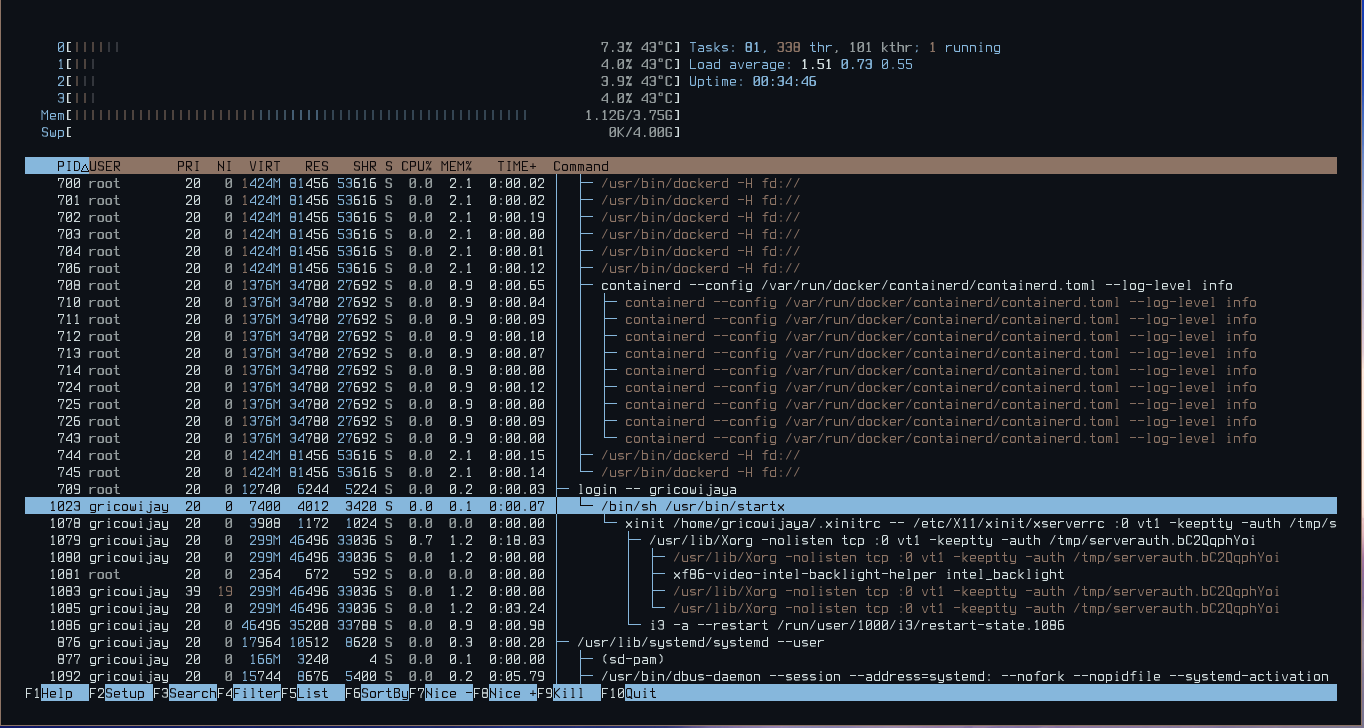 0[|||||| 7.3% 43°C] Tasks: 81, 338 thr, 101 kthr; 1 running
1[||| 4.0% 43°C] Load average: 1.51 0.73 0.55
2[||| 3.9% 43°C] Uptime: 00:34:46
3[||| 4.0% 43°C]
Mem[||||||||||||||||||||||||||||||||||||||||||||||||||||||||| 1.12G/3.75G]
Swp[ 0K/4.00G]
PID△USER PRI NI VIRT RES SHR S CPU% MEM% TIME+ Command
700 root 20 0 1424M 81456 53616 S 0.0 2.1 0:00.02 │ ├─ /usr/bin/dockerd -H fd://
701 root 20 0 1424M 81456 53616 S 0.0 2.1 0:00.02 │ ├─ /usr/bin/dockerd -H fd://
702 root 20 0 1424M 81456 53616 S 0.0 2.1 0:00.19 │ ├─ /usr/bin/dockerd -H fd://
703 root 20 0 1424M 81456 53616 S 0.0 2.1 0:00.00 │ ├─ /usr/bin/dockerd -H fd://
704 root 20 0 1424M 81456 53616 S 0.0 2.1 0:00.01 │ ├─ /usr/bin/dockerd -H fd://
706 root 20 0 1424M 81456 53616 S 0.0 2.1 0:00.12 │ ├─ /usr/bin/dockerd -H fd://
708 root 20 0 1376M 34780 27692 S 0.0 0.9 0:00.65 │ ├─ containerd --config /var/run/docker/containerd/containerd.toml --log-level info
710 root 20 0 1376M 34780 27692 S 0.0 0.9 0:00.04 │ │ ├─ containerd --config /var/run/docker/containerd/containerd.toml --log-level info
711 root 20 0 1376M 34780 27692 S 0.0 0.9 0:00.09 │ │ ├─ containerd --config /var/run/docker/containerd/containerd.toml --log-level info
712 root 20 0 1376M 34780 27692 S 0.0 0.9 0:00.10 │ │ ├─ containerd --config /var/run/docker/containerd/containerd.toml --log-level info
713 root 20 0 1376M 34780 27692 S 0.0 0.9 0:00.07 │ │ ├─ containerd --config /var/run/docker/containerd/containerd.toml --log-level info
714 root 20 0 1376M 34780 27692 S 0.0 0.9 0:00.00 │ │ ├─ containerd --config /var/run/docker/containerd/containerd.toml --log-level info
724 root 20 0 1376M 34780 27692 S 0.0 0.9 0:00.12 │ │ ├─ containerd --config /var/run/docker/containerd/containerd.toml --log-level info
725 root 20 0 1376M 34780 27692 S 0.0 0.9 0:00.00 │ │ ├─ containerd --config /var/run/docker/containerd/containerd.toml --log-level info
726 root 20 0 1376M 34780 27692 S 0.0 0.9 0:00.09 │ │ ├─ containerd --config /var/run/docker/containerd/containerd.toml --log-level info
743 root 20 0 1376M 34780 27692 S 0.0 0.9 0:00.00 │ │ └─ containerd --config /var/run/docker/containerd/containerd.toml --log-level info
744 root 20 0 1424M 81456 53616 S 0.0 2.1 0:00.15 │ ├─ /usr/bin/dockerd -H fd://
745 root 20 0 1424M 81456 53616 S 0.0 2.1 0:00.14 │ └─ /usr/bin/dockerd -H fd://
709 root 20 0 12740 6244 5224 S 0.0 0.2 0:00.03 ├─ login -- gricowijaya
1023 gricowijay 20 0 7400 4012 3420 S 0.0 0.1 0:00.07 │ └─ /bin/sh /usr/bin/startx
1078 gricowijay 20 0 3908 1172 1024 S 0.0 0.0 0:00.00 │ └─ xinit /home/gricowijaya/.xinitrc -- /etc/X11/xinit/xserverrc :0 vt1 -keeptty -auth /tmp/s
1079 gricowijay 20 0 299M 46496 33036 S 0.7 1.2 0:18.03 │ ├─ /usr/lib/Xorg -nolisten tcp :0 vt1 -keeptty -auth /tmp/serverauth.bC2QqphYoi
1080 gricowijay 20 0 299M 46496 33036 S 0.0 1.2 0:00.00 │ │ ├─ /usr/lib/Xorg -nolisten tcp :0 vt1 -keeptty -auth /tmp/serverauth.bC2QqphYoi
1081 root 20 0 2364 672 592 S 0.0 0.0 0:00.00 │ │ ├─ xf86-video-intel-backlight-helper intel_backlight
1083 gricowijay 39 19 299M 46496 33036 S 0.0 1.2 0:00.00 │ │ ├─ /usr/lib/Xorg -nolisten tcp :0 vt1 -keeptty -auth /tmp/serverauth.bC2QqphYoi
1085 gricowijay 20 0 299M 46496 33036 S 0.0 1.2 0:03.24 │ │ └─ /usr/lib/Xorg -nolisten tcp :0 vt1 -keeptty -auth /tmp/serverauth.bC2QqphYoi
1086 gricowijay 20 0 46496 35208 33788 S 0.0 0.9 0:00.98 │ └─ i3 -a --restart /run/user/1000/i3/restart-state.1086
876 gricowijay 20 0 17964 10512 8620 S 0.0 0.3 0:00.20 ├─ /usr/lib/systemd/systemd --user
877 gricowijay 20 0 166M 3240 4 S 0.0 0.1 0:00.00 │ ├─ (sd-pam)
1092 gricowijay 20 0 15744 8676 5400 S 0.0 0.2 0:05.79 │ ├─ /usr/bin/dbus-daemon --session --address=systemd: --nofork --nopidfile --systemd-activation
F1Help F2Setup F3SearchF4FilterF5List F6SortByF7Nice -F8Nice +F9Kill F10Quit